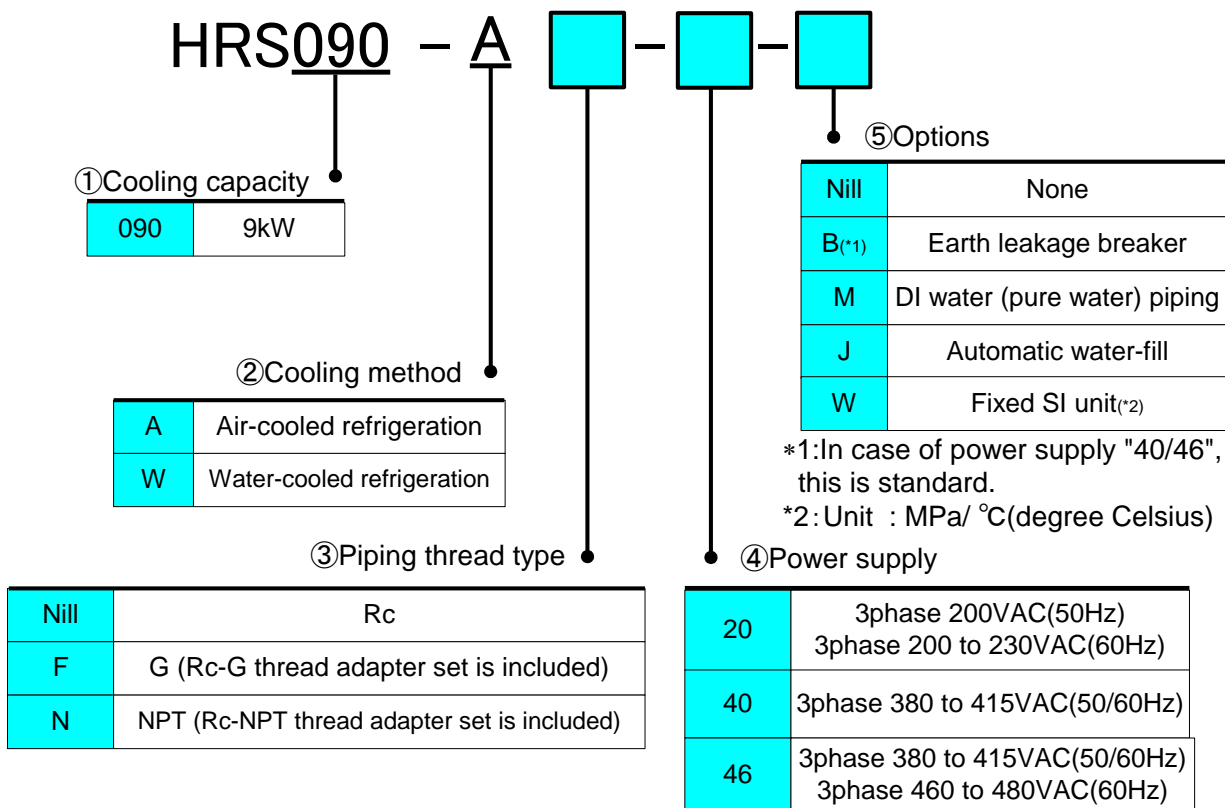 HRS090 - A - -
①Cooling capacity
090 9kW
②Cooling method
A Air-cooled refrigeration
W Water-cooled refrigeration
③Piping thread type
Nill Rc
F G (Rc-G thread adapter set is included)
N NPT (Rc-NPT thread adapter set is included)
④Power supply
20 3phase 200VAC(50Hz)
3phase 200 to 230VAC(60Hz)
40 3phase 380 to 415VAC(50/60Hz)
46 3phase 380 to 415VAC(50/60Hz)
3phase 460 to 480VAC(60Hz)
⑤Options
Nill None
B(*1) Earth leakage breaker
M DI water (pure water) piping
J Automatic water-fill
W Fixed SI unit(*2)
*1:In case of power supply "40/46",
this is standard.
*2:Unit : MPa/ ℃(degree Celsius)